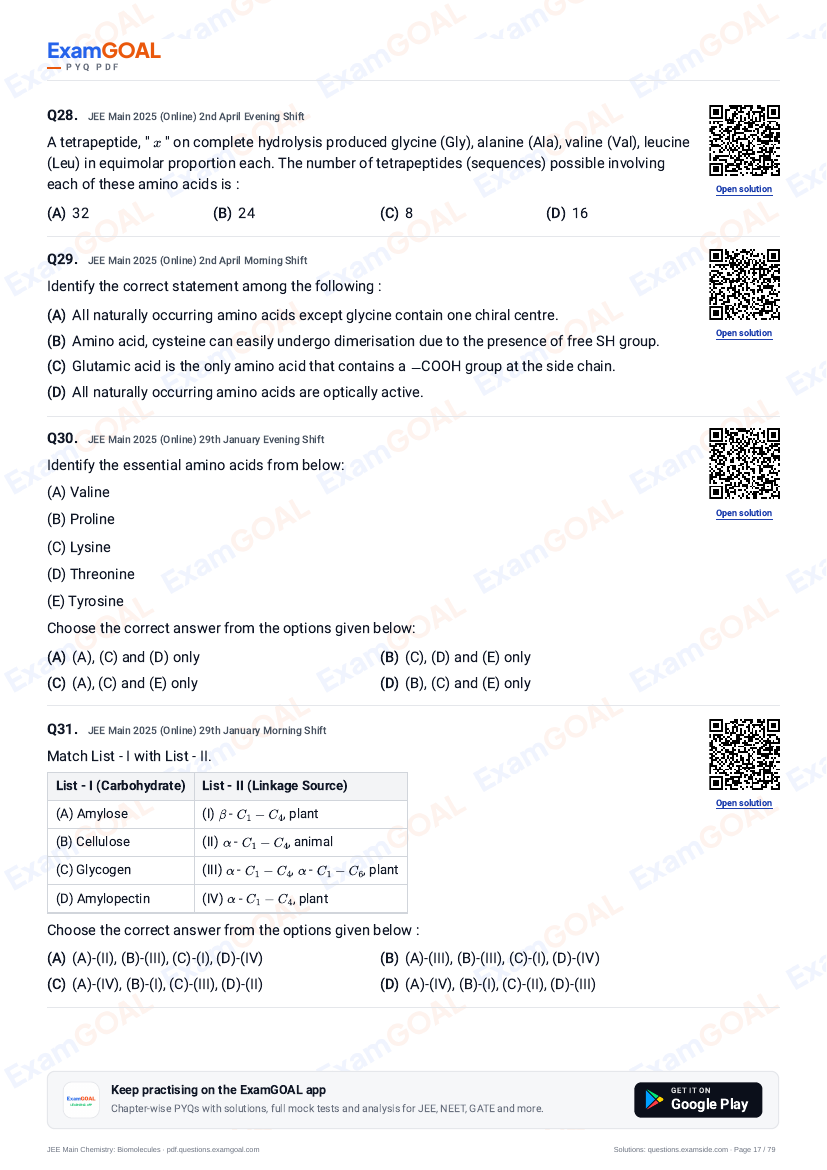 ExamGOAL
PYQ PDF
Q28. JEE Main 2025 (Online) 2nd April Evening Shift
A tetrapeptide, " x " on complete hydrolysis produced glycine (Gly), alanine (Ala), valine (Val), leucine
(Leu) in equimolar proportion each. The number of tetrapeptides (sequences) possible involving
each of these amino acids is :
(A) 32 (B) 24 (C) 8 (D) 16
Open solution
Q29. JEE Main 2025 (Online) 2nd April Morning Shift
Identify the correct statement among the following :
(A) All naturally occurring amino acids except glycine contain one chiral centre.
(B) Amino acid, cysteine can easily undergo dimerisation due to the presence of free SH group.
(C) Glutamic acid is the only amino acid that contains a −COOH group at the side chain.
(D) All naturally occurring amino acids are optically active.
Open solution
Q30. JEE Main 2025 (Online) 29th January Evening Shift
Identify the essential amino acids from below:
(A) Valine
(B) Proline
(C) Lysine
(D) Threonine
(E) Tyrosine
Choose the correct answer from the options given below:
(A) (A), (C) and (D) only (B) (C), (D) and (E) only
(C) (A), (C) and (E) only (D) (B), (C) and (E) only
Open solution
Q31. JEE Main 2025 (Online) 29th January Morning Shift
Match List - I with List - II.
List - I (Carbohydrate) List - II (Linkage Source)
(A) Amylose (I) β - C₁ − C₄, plant
(B) Cellulose (II) α - C₁ − C₄, animal
(C) Glycogen (III) α - C₁ − C₄, α - C₁ − C₆, plant
(D) Amylopectin (IV) α - C₁ − C₄, plant
Choose the correct answer from the options given below :
(A) (A)-(II), (B)-(III), (C)-(I), (D)-(IV) (B) (A)-(III), (B)-(III), (C)-(I), (D)-(IV)
(C) (A)-(IV), (B)-(I), (C)-(III), (D)-(II) (D) (A)-(IV), (B)-(I), (C)-(II), (D)-(III)
Open solution
ExamGOAL
Keep practising on the ExamGOAL app
Chapter-wise PYQs with solutions, full mock tests and analysis for JEE, NEET, GATE and more.
GET IT ON
Google Play
JEE Main Chemistry: Biomolecules · pdf.questions.examgoal.com Solutions: questions.examside.com · Page 17 / 79